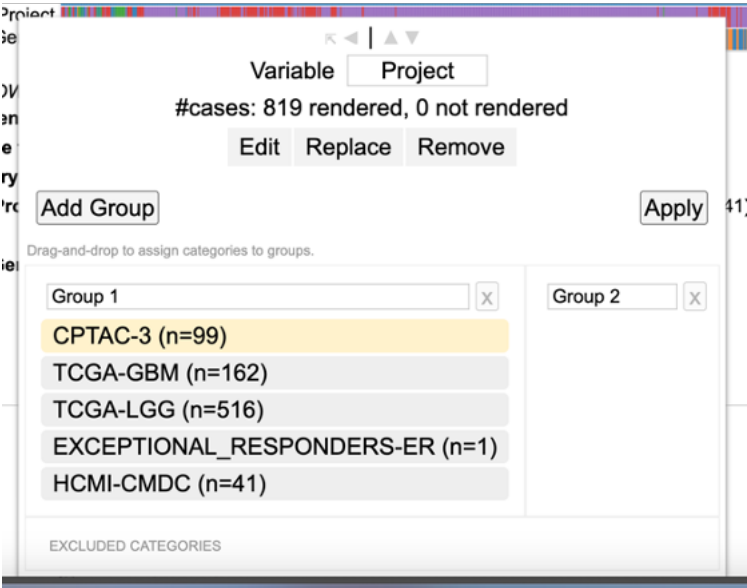 Project
Variable Project
#cases: 819 rendered, 0 not rendered
Edit Replace Remove
Add Group Apply 41)
Drag-and-drop to assign categories to groups.
Group 1 x Group 2 x
CPTAC-3 (n=99)
TCGA-GBM (n=162)
TCGA-LGG (n=516)
EXCEPTIONAL_RESPONDERS-ER (n=1)
HCMI-CMDC (n=41)
EXCLUDED CATEGORIES